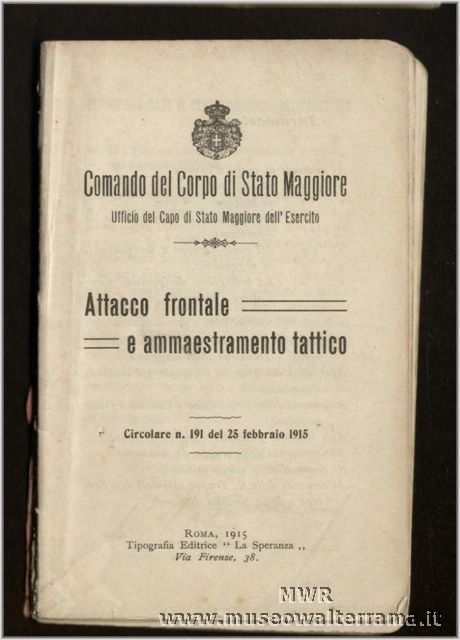 Comando del Corpo di Stato Maggiore
Ufficio del Capo di Stato Maggiore dell' Esercito
Attacco frontale
e ammaestramento tattico
Circolare n. 191 del 25 febbraio 1915
ROMA, 1915
Tipografia Editrice “ La Speranza „
Via Firenze, 38.
MWR
www.museowalterrama.it